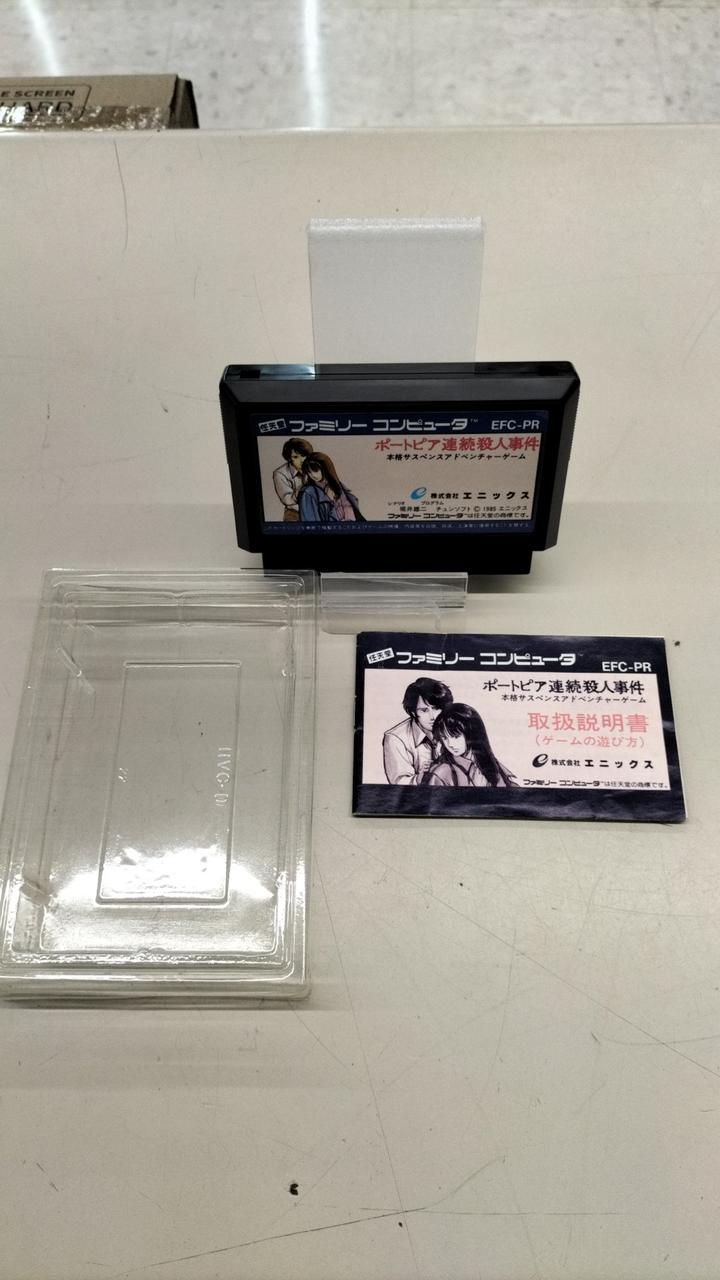 E SCREEN
HARD
任天堂 ファミリー コンピュータ™ EFC-PR
ポートピア連続殺人事件
本格サスペンスアドベンチャーゲーム
e 株式会社 エニックス
シナリオ プログラム
堀井雄二 チュンソフト © 1985 エニックス
ファミリー コンピュータ™は任天堂の商標です。
任天堂 ファミリー コンピュータ™ EFC-PR
ポートピア連続殺人事件
本格サスペンスアドベンチャーゲーム
取扱説明書
(ゲームの遊び方)
e 株式会社 エニックス
ファミリー コンピュータ™は任天堂の商標です。